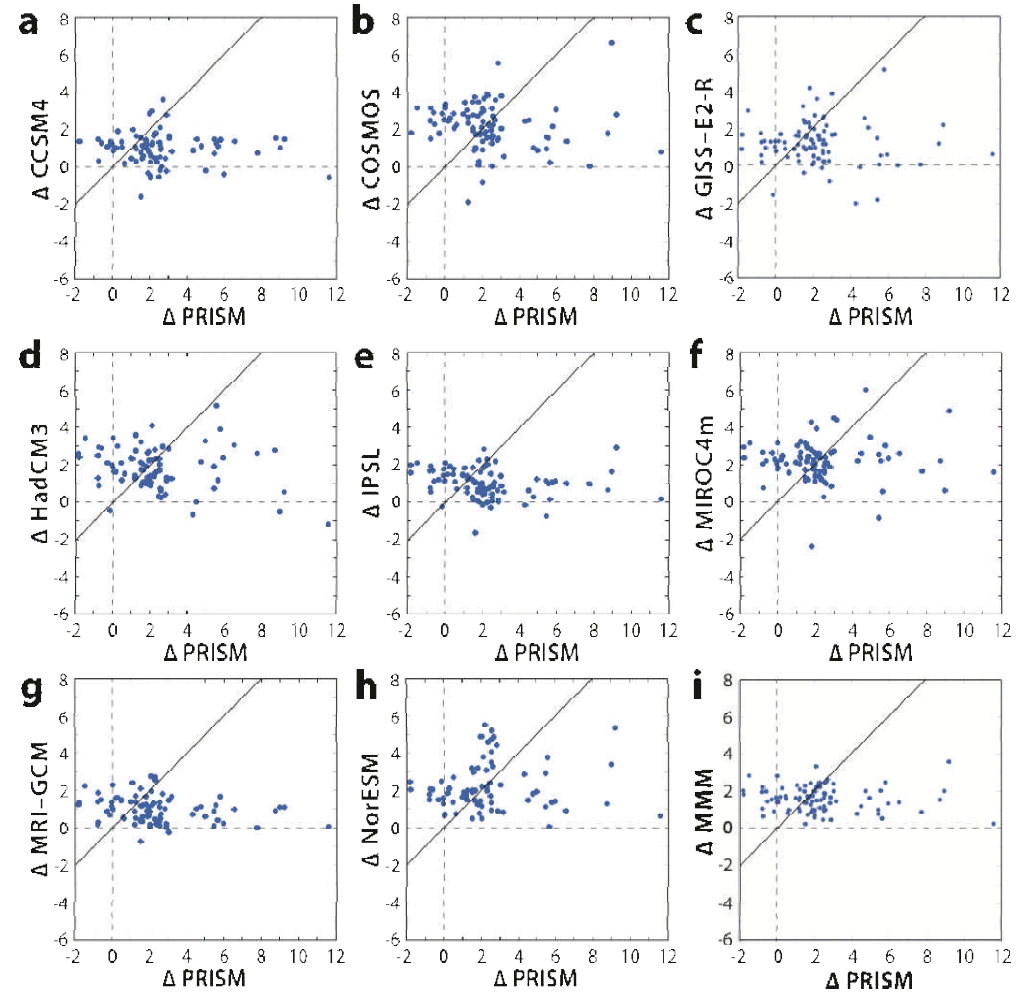 a b c
8 8 8
6 6 6
4 4 4
2 2 2
0 0 0
-2 -2 -2
-4 -4 -4
-6 -6 -6
Δ CCSM4 Δ COSMOS Δ GISS-E2-R
-2 0 2 4 6 8 10 12 -2 0 2 4 6 8 10 12 -2 0 2 4 6 8 10 12
Δ PRISM Δ PRISM Δ PRISM
d e f
8 8 8
6 6 6
4 4 4
2 2 2
0 0 0
-2 -2 -2
-4 -4 -4
-6 -6 -6
Δ HadCM3 Δ IPSL Δ MIROC4m
-2 0 2 4 6 8 10 12 -2 0 2 4 6 8 10 12 -2 0 2 4 6 8 10 12
Δ PRISM Δ PRISM Δ PRISM
g h i
8 8 8
6 6 6
4 4 4
2 2 2
0 0 0
-2 -2 -2
-4 -4 -4
-6 -6 -6
Δ MRI-GCM Δ NorESM Δ MMM
-2 0 2 4 6 8 10 12 -2 0 2 4 6 8 10 12 -2 0 2 4 6 8 10 12
Δ PRISM Δ PRISM Δ PRISM